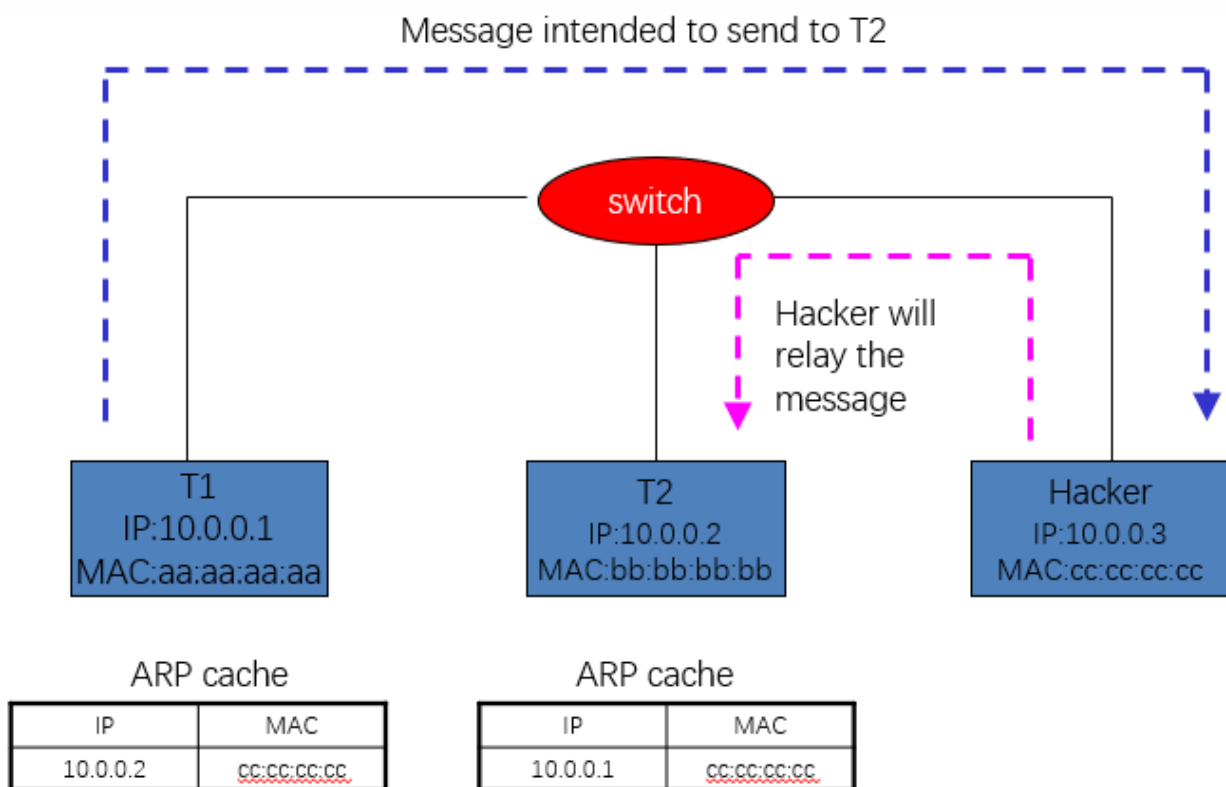 Message intended to send to T2
switch
Hacker will
relay the
message
T1
IP:10.0.0.1
MAC:aa:aa:aa:aa
T2
IP:10.0.0.2
MAC:bb:bb:bb:bb
Hacker
IP:10.0.0.3
MAC:cc:cc:cc:cc
ARP cache
IP MAC
10.0.0.2 cc:cc:cc:cc
ARP cache
IP MAC
10.0.0.1 cc:cc:cc:cc